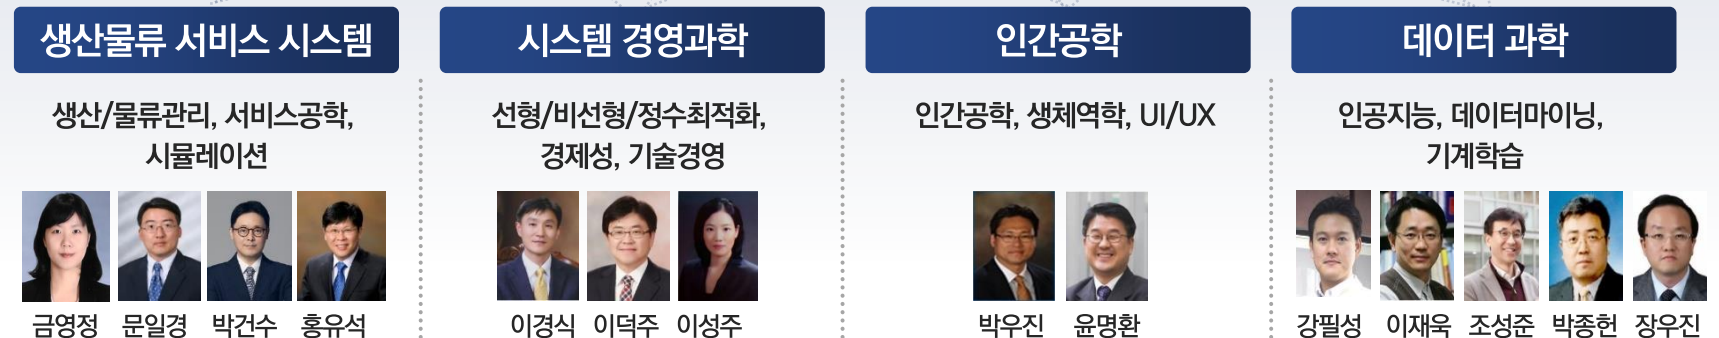 생산물류 서비스 시스템
생산/물류관리, 서비스공학,
시뮬레이션
금영정 문일경 박건수 홍유석
시스템 경영과학
선형/비선형/정수최적화,
경제성, 기술경영
이경식 이덕주 이성주
인간공학
인간공학, 생체역학, UI/UX
박우진 윤명환
데이터 과학
인공지능, 데이터마이닝,
기계학습
강필성 이재욱 조성준 박종헌 장우진